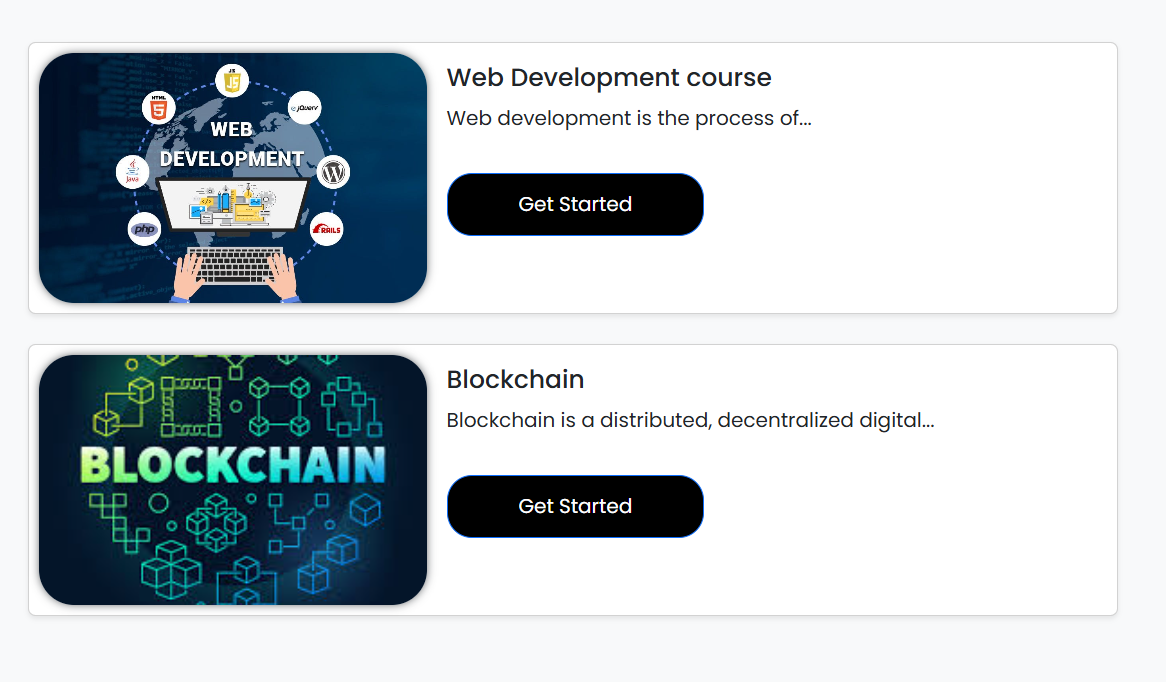 JS
HTML
jQuery
WEB
DEVELOPMENT
Java
php
RAILS
Web Development course
Web development is the process of...
Get Started
BLOCKCHAIN
Blockchain
Blockchain is a distributed, decentralized digital...
Get Started